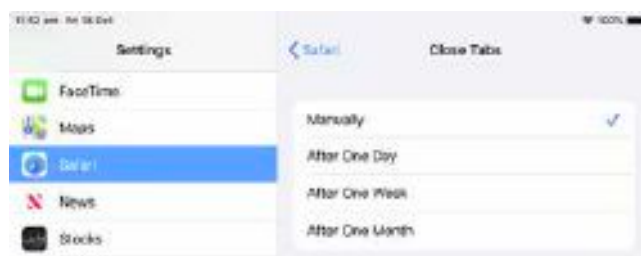 Settings
Safari
Close Tabs
FaceTime
Maps
Safari
News
Stocks
Manually
After One Day
After One Week
After One Month
100%